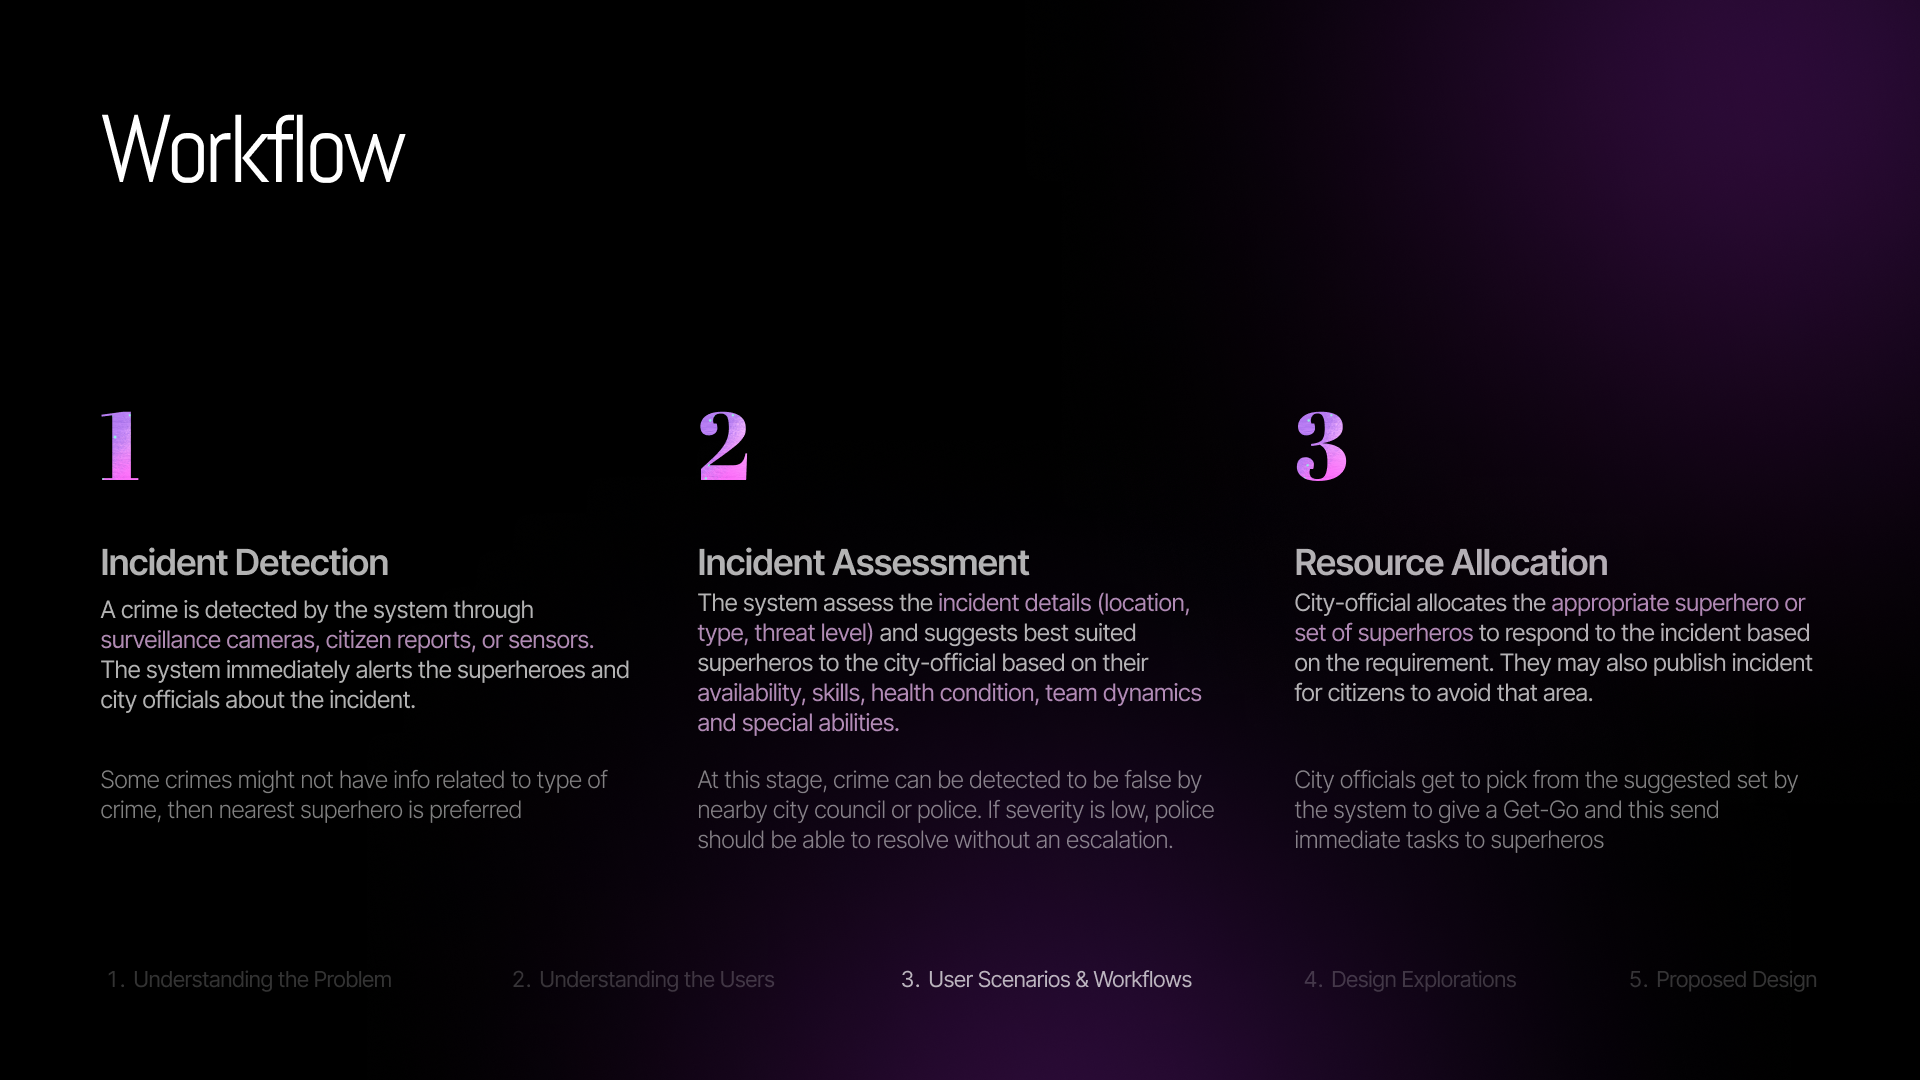 Workflow
1
Incident Detection
A crime is detected by the system through
surveillance cameras, citizen reports, or sensors.
The system immediately alerts the superheroes and
city officials about the incident.
Some crimes might not have info related to type of
crime, then nearest superhero is preferred
2
Incident Assessment
The system assess the incident details (location,
type, threat level) and suggests best suited
superheros to the city-official based on their
availability, skills, health condition, team dynamics
and special abilities.
At this stage, crime can be detected to be false by
nearby city council or police. If severity is low, police
should be able to resolve without an escalation.
3
Resource Allocation
City-official allocates the appropriate superhero or
set of superheros to respond to the incident based
on the requirement. They may also publish incident
for citizens to avoid that area.
City officials get to pick from the suggested set by
the system to give a Get-Go and this send
immediate tasks to superheros
1. Understanding the Problem
2. Understanding the Users
3. User Scenarios & Workflows
4. Design Explorations
5. Proposed Design